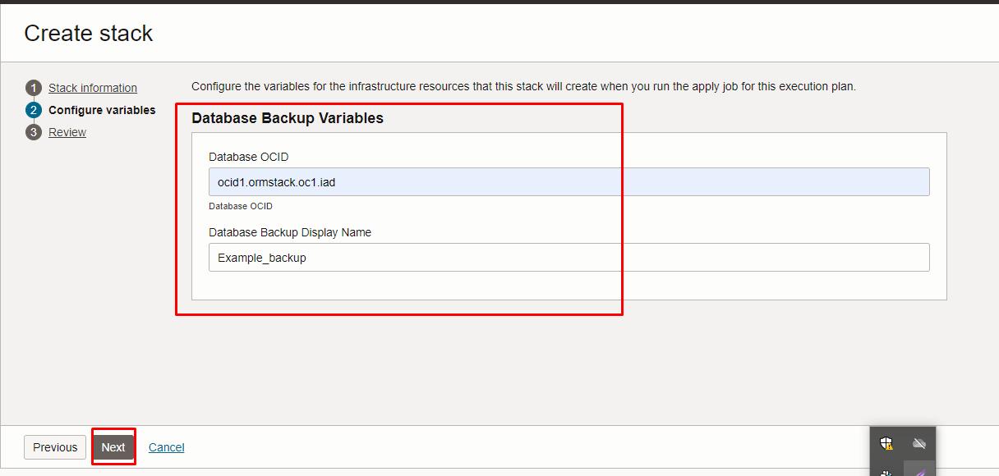 Create stack
1 Stack information
2 Configure variables
3 Review
Configure the variables for the infrastructure resources that this stack will create when you run the apply job for this execution plan.
Database Backup Variables
Database OCID
ocid1.ormstack.oc1.iad
Database OCID
Database Backup Display Name
Example_backup
Previous Next Cancel